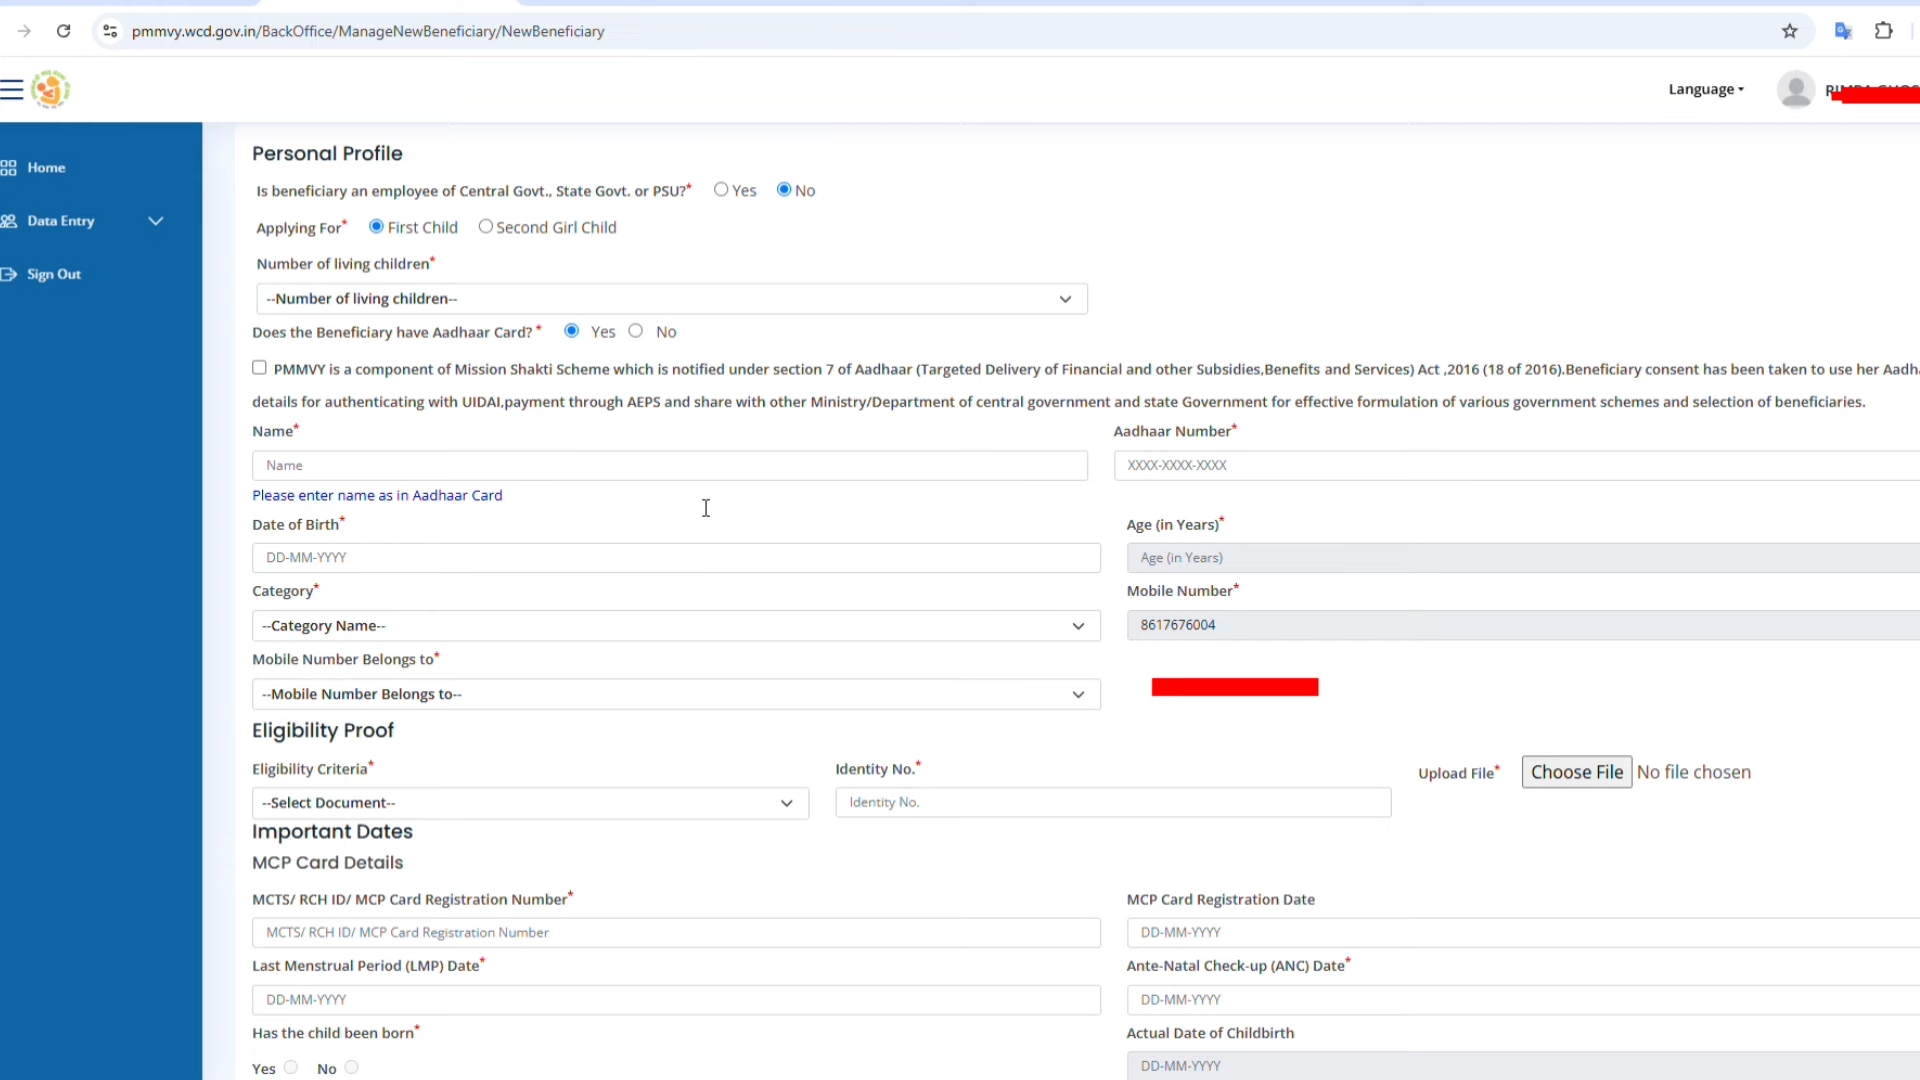 pmmvy.wcd.gov.in/BackOffice/ManageNewBeneficiary/NewBeneficiary
Language
Home
Data Entry
Sign Out
Personal Profile
Is beneficiary an employee of Central Govt., State Govt. or PSU?* Yes No
Applying For* First Child Second Girl Child
Number of living children*
--Number of living children--
Does the Beneficiary have Aadhaar Card? * Yes No
PMMVY is a component of Mission Shakti Scheme which is notified under section 7 of Aadhaar (Targeted Delivery of Financial and other Subsidies,Benefits and Services) Act ,2016 (18 of 2016).Beneficiary consent has been taken to use her Aadh
details for authenticating with UIDAI,payment through AEPS and share with other Ministry/Department of central government and state Government for effective formulation of various government schemes and selection of beneficiaries.
Name* Aadhaar Number*
Name XXXX-XXXX-XXXX
Please enter name as in Aadhaar Card
Date of Birth* Age (in Years)*
DD-MM-YYYY Age (in Years)
Category* Mobile Number*
--Category Name-- 8617676004
Mobile Number Belongs to*
--Mobile Number Belongs to--
Eligibility Proof
Eligibility Criteria* Identity No.* Upload File* Choose File No file chosen
--Select Document-- Identity No.
Important Dates
MCP Card Details
MCTS/ RCH ID/ MCP Card Registration Number* MCP Card Registration Date
MCTS/ RCH ID/ MCP Card Registration Number DD-MM-YYYY
Last Menstrual Period (LMP) Date* Ante-Natal Check-up (ANC) Date*
DD-MM-YYYY DD-MM-YYYY
Has the child been born* Actual Date of Childbirth
Yes No DD-MM-YYYY